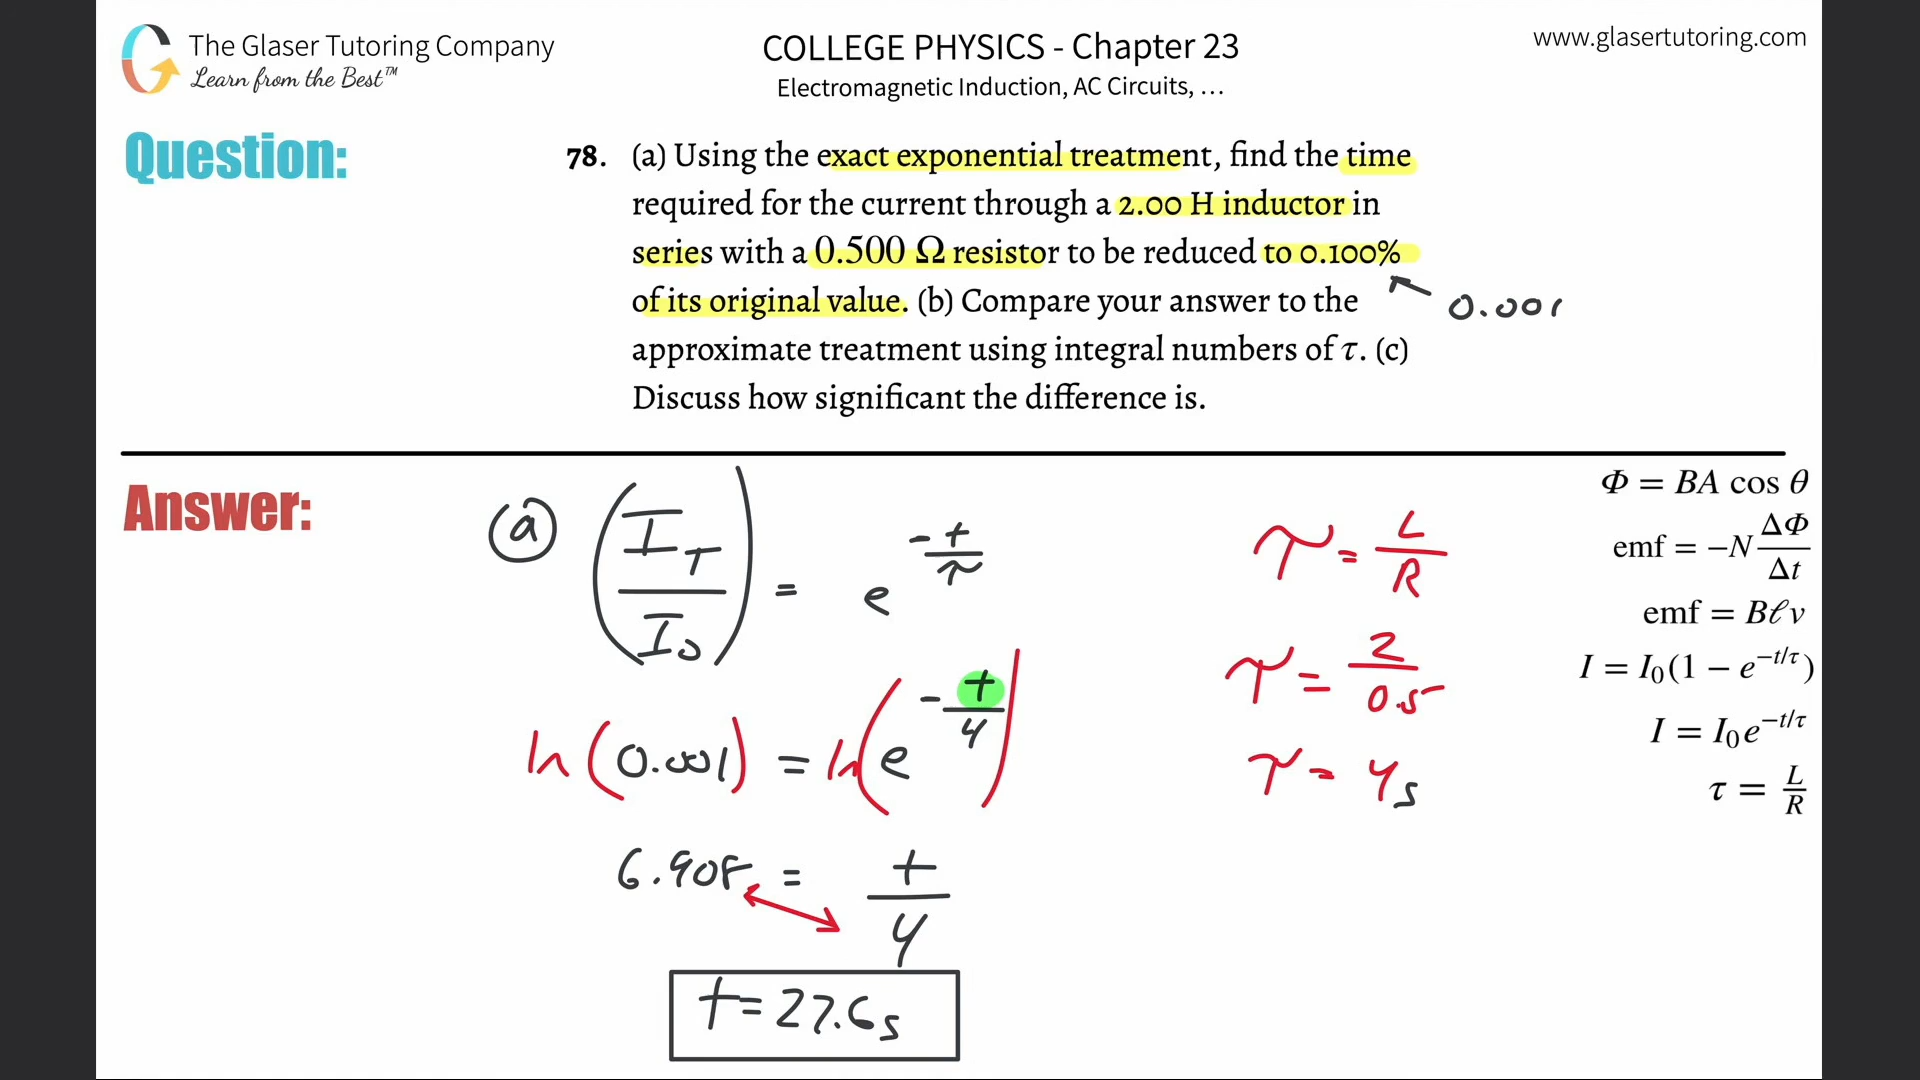 The Glaser Tutoring Company
Learn from the Best™
COLLEGE PHYSICS - Chapter 23
Electromagnetic Induction, AC Circuits, …
www.glasertutoring.com
Question:
78. (a) Using the exact exponential treatment, find the time
required for the current through a 2.00 H inductor in
series with a 0.500 Ω resistor to be reduced to 0.100%
of its original value. (b) Compare your answer to the
approximate treatment using integral numbers of τ. (c)
Discuss how significant the difference is.
0.001
Answer:
(a) (I_T / I_0) = e^(-t/τ)
ln(0.001) = ln(e^(-t/4))
6.908 = t/4
t = 27.6 s
τ = L/R
τ = 2/0.5
τ = 4 s
Φ = BA cos θ
emf = −N ΔΦ/Δt
emf = Bℓv
I = I₀(1 − e^(−t/τ))
I = I₀e^(−t/τ)
τ = L/R